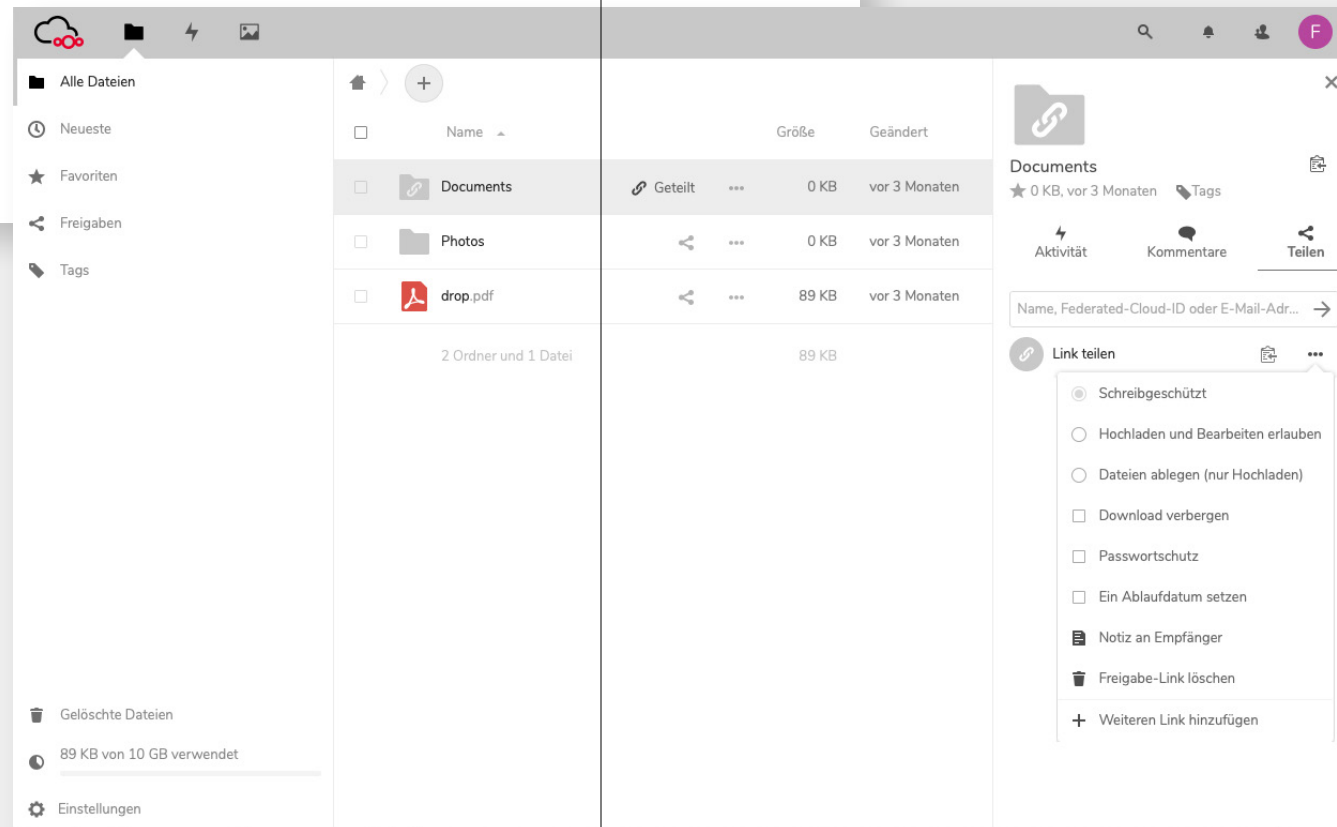 F
Alle Dateien
Neueste
Favoriten
Freigaben
Tags
Gelöschte Dateien
89 KB von 10 GB verwendet
Einstellungen
Name Größe Geändert
Documents Geteilt 0 KB vor 3 Monaten
Photos 0 KB vor 3 Monaten
drop.pdf 89 KB vor 3 Monaten
2 Ordner und 1 Datei 89 KB
Documents
0 KB, vor 3 Monaten Tags
Aktivität Kommentare Teilen
Name, Federated-Cloud-ID oder E-Mail-Adr...
Link teilen
Schreibgeschützt
Hochladen und Bearbeiten erlauben
Dateien ablegen (nur Hochladen)
Download verbergen
Passwortschutz
Ein Ablaufdatum setzen
Notiz an Empfänger
Freigabe-Link löschen
Weiteren Link hinzufügen